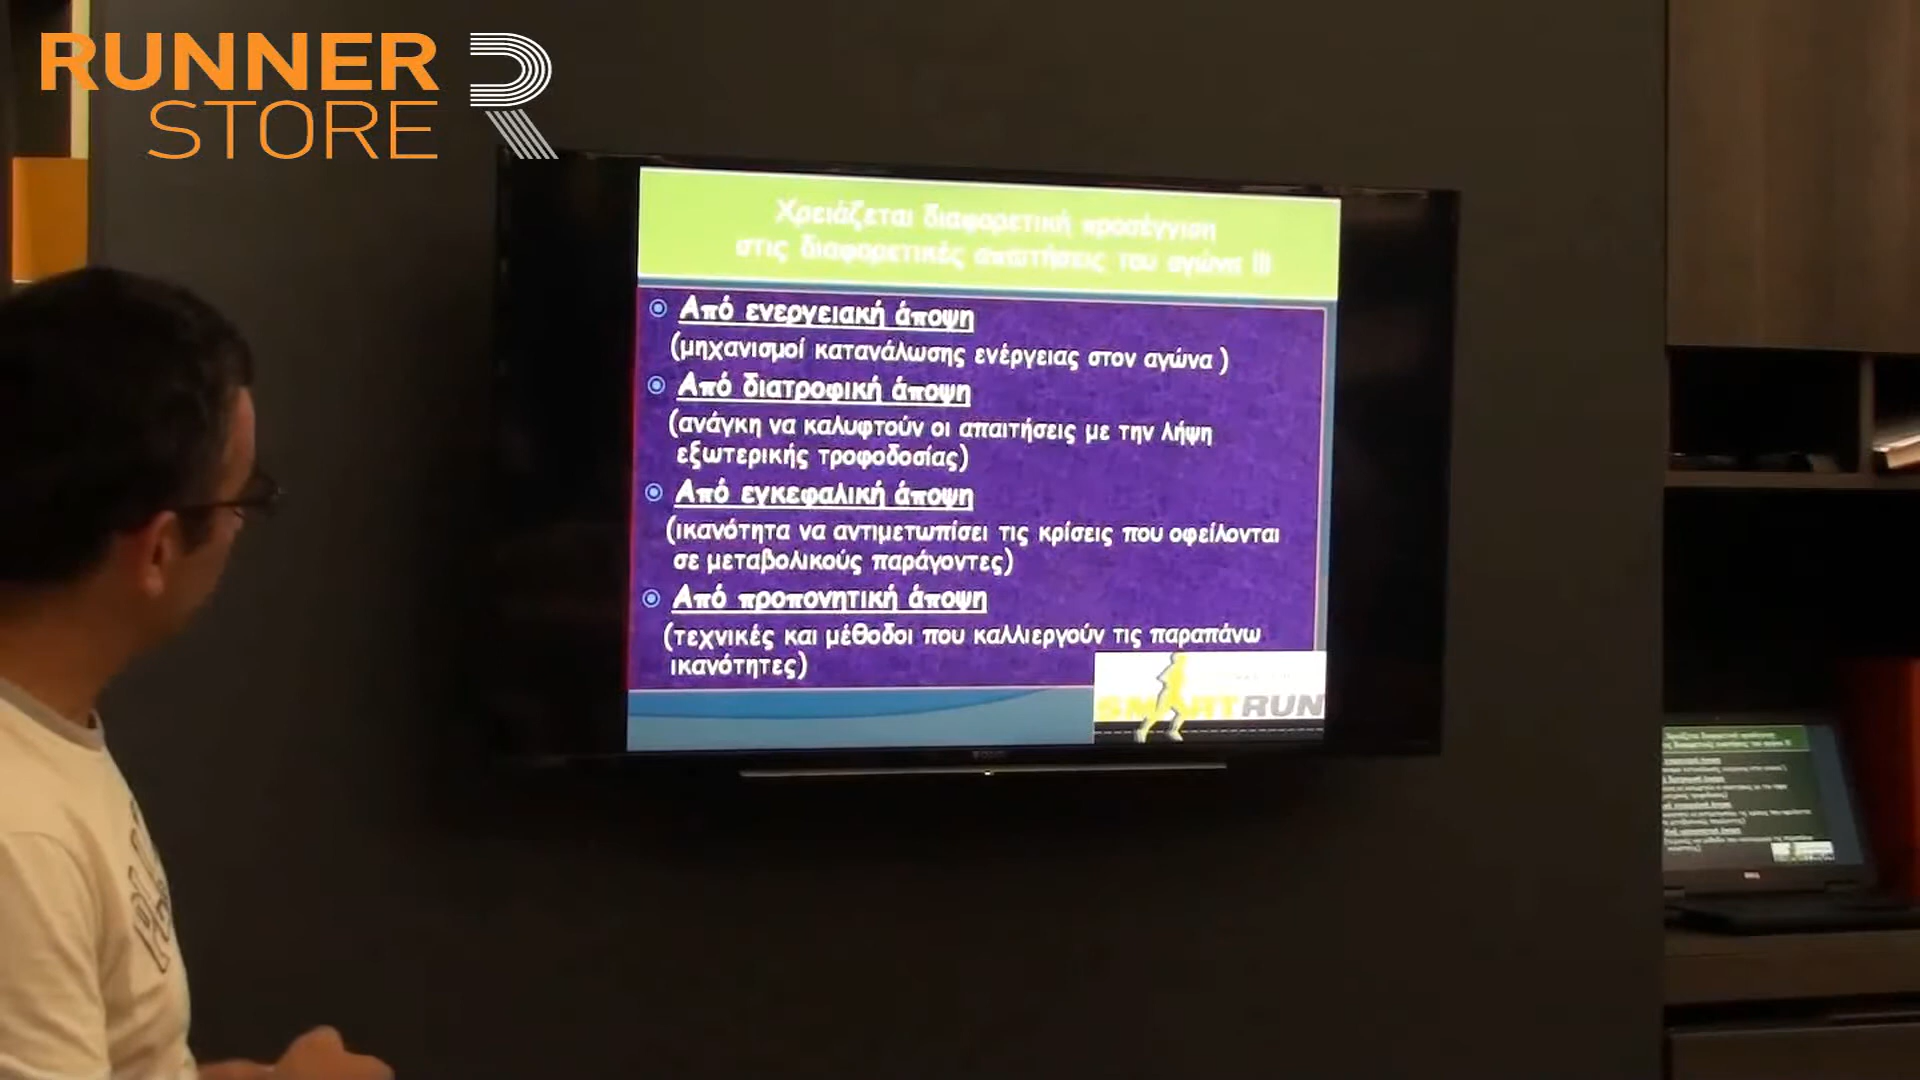 RUNNER
STORE
Χρειάζεται διαφορετική προσέγγιση
στις διαφορετικές απαιτήσεις του αγώνα !!!
Από ενεργειακή άποψη
(μηχανισμοί κατανάλωσης ενέργειας στον αγώνα )
Από διατροφική άποψη
(ανάγκη να καλυφτούν οι απαιτήσεις με την λήψη
εξωτερικής τροφοδοσίας)
Από εγκεφαλική άποψη
(ικανότητα να αντιμετωπίσει τις κρίσεις που οφείλονται
σε μεταβολικούς παράγοντες)
Από προπονητική άποψη
(τεχνικές και μέθοδοι που καλλιεργούν τις παραπάνω
ικανότητες)
SMARTRUN
DELL